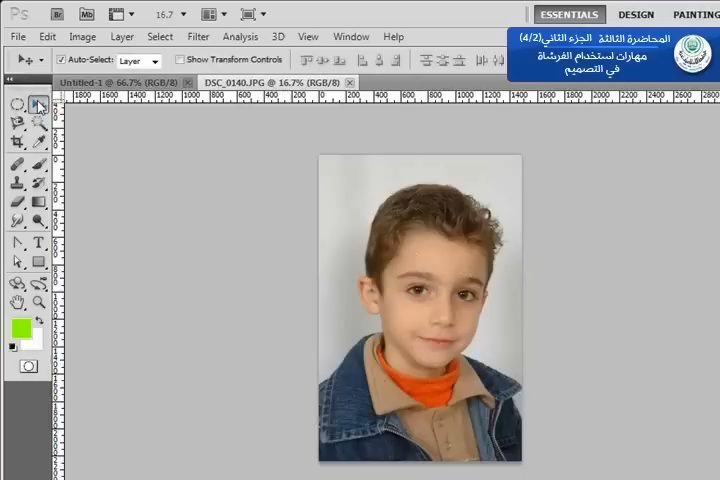 Ps Br Mb 16.7 ESSENTIALS DESIGN PAINTING
File Edit Image Layer Select Filter Analysis 3D View Window Help
المحاضرة الثالثة الجزء الثاني(4/2)
مهارات استخدام الفرشاة
في التصميم
Auto-Select: Layer Show Transform Controls
Untitled-1 @ 66.7% (RGB/8) DSC_0140.JPG @ 16.7% (RGB/8)
1800 1600 1400 1200 1000 800 600 400 200 0 200 400 600 800 1000 1200 1400 1600 1800 2000 2200 2400 2600 2800
T